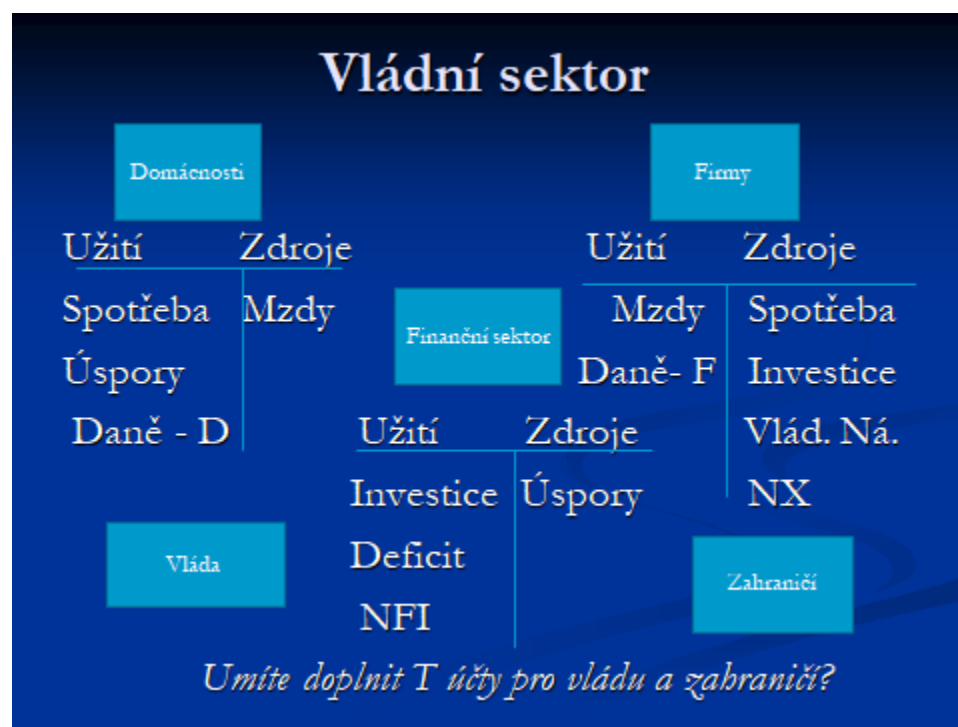 Vládní sektor
Domácnosti
Firmy
Užití Zdroje
Užití Zdroje
Spotřeba Mzdy
Úspory
Daně - D
Finanční sektor
Mzdy Spotřeba
Daně- F Investice
Vlád. Ná.
NX
Užití Zdroje
Investice Úspory
Deficit
NFI
Vláda
Zahraničí
Umíte doplnit T účty pro vládu a zahraničí?